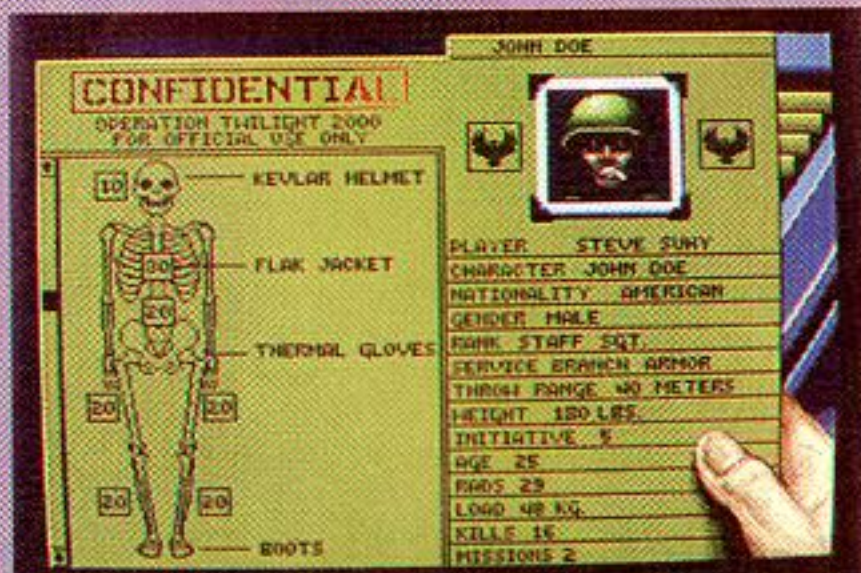 JOHN DOE
CONFIDENTIAL
OPERATION TWILIGHT 2000
FOR OFFICIAL USE ONLY
10
KEVLAR HELMET
30
FLAK JACKET
20
THERMAL GLOVES
20 20
20 20
BOOTS
PLAYER STEVE SUHY
CHARACTER JOHN DOE
NATIONALITY AMERICAN
GENDER MALE
RANK STAFF SGT.
SERVICE BRANCH ARMOR
THROW RANGE 40 METERS
HEIGHT 180 LBS.
INITIATIVE 5
AGE 25
RADS 29
LOAD 48 KG.
KILLS 16
MISSIONS 2